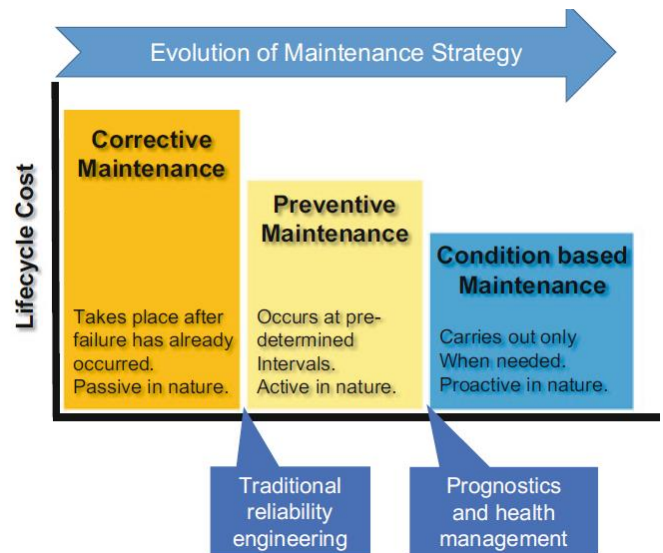 Evolution of Maintenance Strategy
Lifecycle Cost
Corrective
Maintenance
Takes place after
failure has already
occurred.
Passive in nature.
Preventive
Maintenance
Occurs at pre-
determined
Intervals.
Active in nature.
Condition based
Maintenance
Carries out only
When needed.
Proactive in nature.
Traditional
reliability
engineering
Prognostics
and health
management